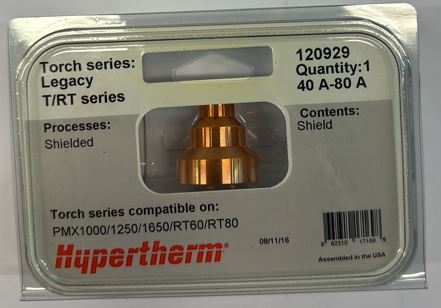 Torch series:
Legacy
T/RT series
120929
Quantity:1
40 A-80 A
Processes:
Shielded
Contents:
Shield
Torch series compatible on:
PMX1000/1250/1650/RT60/RT80
Hypertherm®
08/11/16
Assembled in the USA